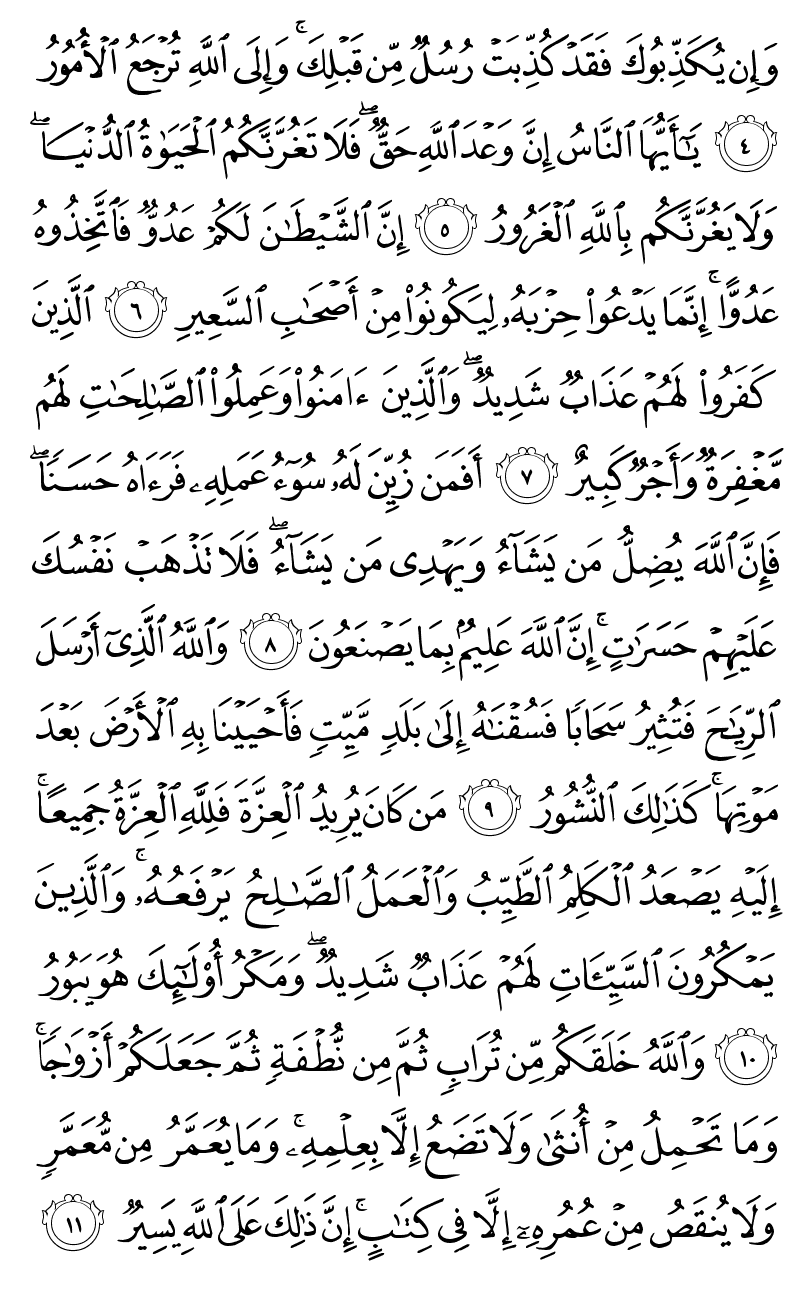 وَإِن يُكَذِّبُوكَ فَقَدْ كُذِّبَتْ رُسُلٌ مِّن قَبْلِكَ ۚ وَإِلَى ٱللَّهِ تُرْجَعُ ٱلْأُمُورُ
٤ يَـٰٓأَيُّهَا ٱلنَّاسُ إِنَّ وَعْدَ ٱللَّهِ حَقٌّ ۖ فَلَا تَغُرَّنَّكُمُ ٱلْحَيَوٰةُ ٱلدُّنْيَا ۖ
وَلَا يَغُرَّنَّكُم بِٱللَّهِ ٱلْغَرُورُ ٥ إِنَّ ٱلشَّيْطَـٰنَ لَكُمْ عَدُوٌّ فَٱتَّخِذُوهُ
عَدُوًّا ۚ إِنَّمَا يَدْعُوا۟ حِزْبَهُۥ لِيَكُونُوا۟ مِنْ أَصْحَـٰبِ ٱلسَّعِيرِ ٦ ٱلَّذِينَ
كَفَرُوا۟ لَهُمْ عَذَابٌ شَدِيدٌ ۖ وَٱلَّذِينَ ءَامَنُوا۟ وَعَمِلُوا۟ ٱلصَّـٰلِحَـٰتِ لَهُم
مَّغْفِرَةٌ وَأَجْرٌ كَبِيرٌ ٧ أَفَمَن زُيِّنَ لَهُۥ سُوٓءُ عَمَلِهِۦ فَرَءَاهُ حَسَنًا ۖ
فَإِنَّ ٱللَّهَ يُضِلُّ مَن يَشَآءُ وَيَهْدِى مَن يَشَآءُ ۖ فَلَا تَذْهَبْ نَفْسُكَ
عَلَيْهِمْ حَسَرَٰتٍ ۚ إِنَّ ٱللَّهَ عَلِيمٌۢ بِمَا يَصْنَعُونَ ٨ وَٱللَّهُ ٱلَّذِىٓ أَرْسَلَ
ٱلرِّيَـٰحَ فَتُثِيرُ سَحَابًا فَسُقْنَـٰهُ إِلَىٰ بَلَدٍ مَّيِّتٍ فَأَحْيَيْنَا بِهِ ٱلْأَرْضَ بَعْدَ
مَوْتِهَا ۚ كَذَٰلِكَ ٱلنُّشُورُ ٩ مَن كَانَ يُرِيدُ ٱلْعِزَّةَ فَلِلَّهِ ٱلْعِزَّةُ جَمِيعًا ۚ
إِلَيْهِ يَصْعَدُ ٱلْكَلِمُ ٱلطَّيِّبُ وَٱلْعَمَلُ ٱلصَّـٰلِحُ يَرْفَعُهُۥ ۚ وَٱلَّذِينَ
يَمْكُرُونَ ٱلسَّيِّـَٔاتِ لَهُمْ عَذَابٌ شَدِيدٌ ۖ وَمَكْرُ أُو۟لَـٰٓئِكَ هُوَ يَبُورُ
١٠ وَٱللَّهُ خَلَقَكُم مِّن تُرَابٍ ثُمَّ مِن نُّطْفَةٍ ثُمَّ جَعَلَكُمْ أَزْوَٰجًا ۚ
وَمَا تَحْمِلُ مِنْ أُنثَىٰ وَلَا تَضَعُ إِلَّا بِعِلْمِهِۦ ۚ وَمَا يُعَمَّرُ مِن مُّعَمَّرٍ
وَلَا يُنقَصُ مِنْ عُمُرِهِۦٓ إِلَّا فِى كِتَـٰبٍ ۚ إِنَّ ذَٰلِكَ عَلَى ٱللَّهِ يَسِيرٌ ١١